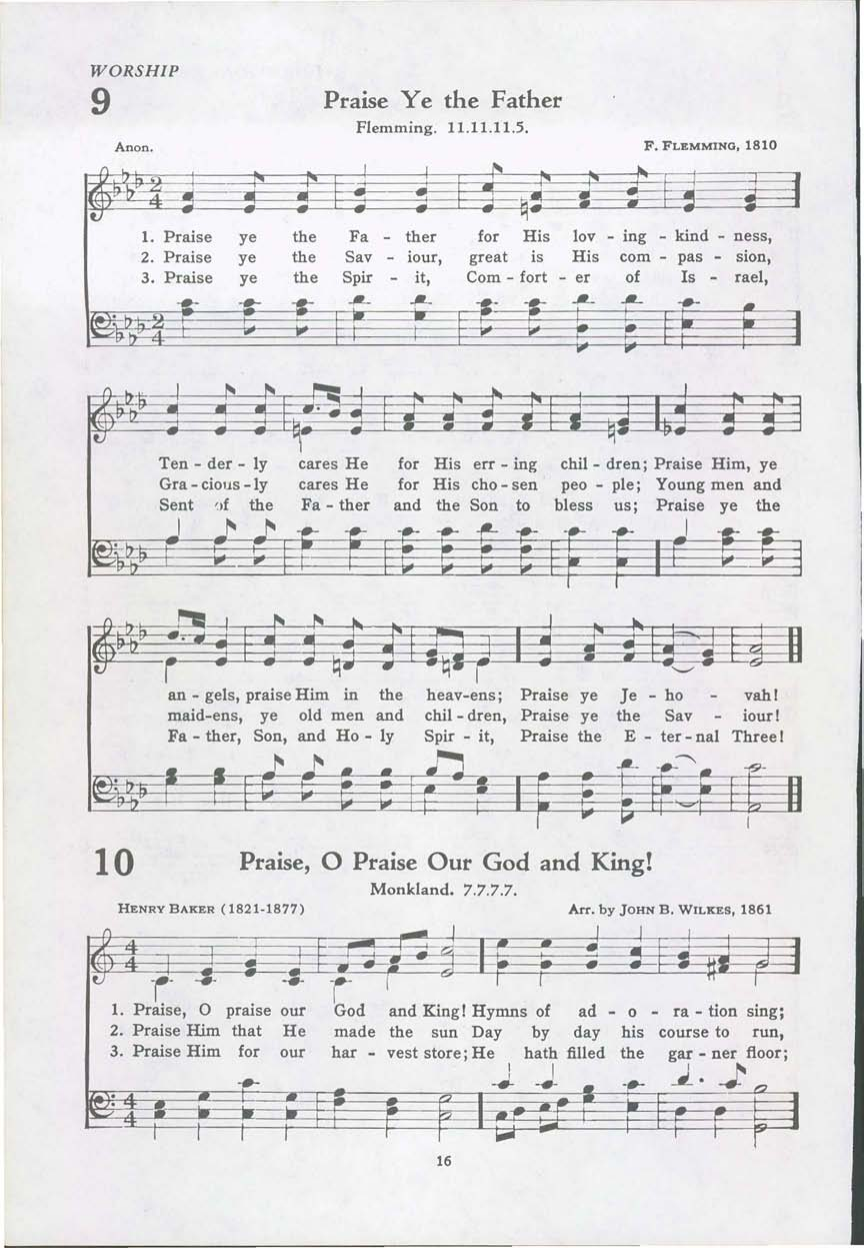 WORSHIP
9 Praise Ye the Father
Flemming. 11.11.11.5.
Anon. F. FLEMMING, 1810
2
4
1. Praise ye the Fa - ther for His lov - ing - kind - ness,
2. Praise ye the Sav - iour, great is His com - pas - sion,
3. Praise ye the Spir - it, Com - fort - er of Is - rael,
2
4
Ten - der - ly cares He for His err - ing chil - dren; Praise Him, ye
Gra - cious - ly cares He for His cho - sen peo - ple; Young men and
Sent of the Fa - ther and the Son to bless us; Praise ye the
an - gels, praise Him in the heav - ens; Praise ye Je - ho - vah!
maid - ens, ye old men and chil - dren, Praise ye the Sav - iour!
Fa - ther, Son, and Ho - ly Spir - it, Praise the E - ter - nal Three!
10 Praise, O Praise Our God and King!
Monkland. 7.7.7.7.
HENRY BAKER (1821-1877) Arr. by JOHN B. WILKES, 1861
4
4
1. Praise, O praise our God and King! Hymns of ad - o - ra - tion sing;
2. Praise Him that He made the sun Day by day his course to run,
3. Praise Him for our har - vest store; He hath filled the gar - ner floor;
4
4
16